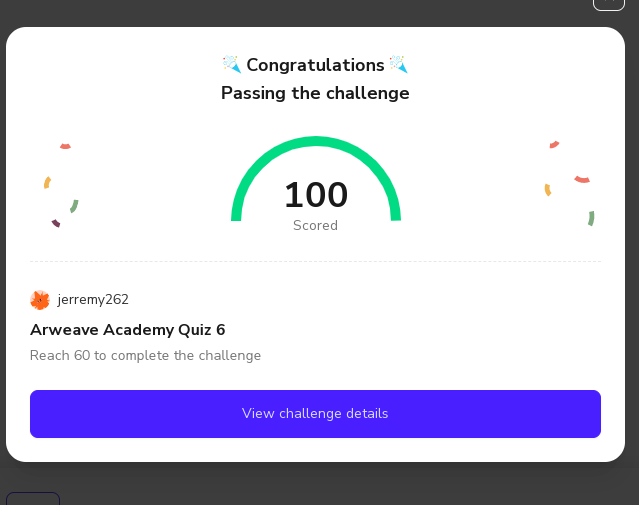 Congratulations
Passing the challenge
100
Scored
jerremy262
Arweave Academy Quiz 6
Reach 60 to complete the challenge
View challenge details